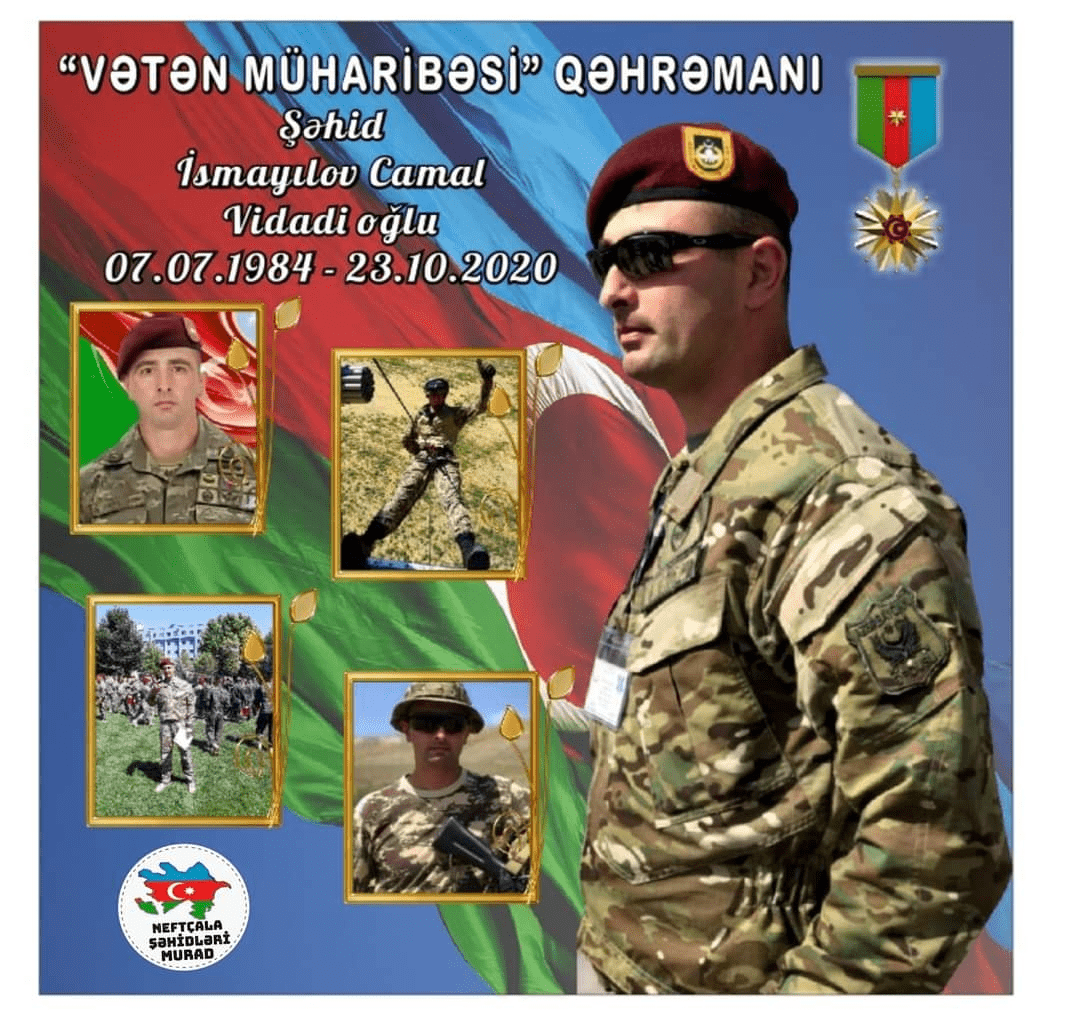 “VƏTƏN MÜHARİBƏSİ” QƏHRƏMANI
Şəhid
İsmayılov Camal
Vidadi oğlu
07.07.1984 - 23.10.2020
NEFTÇALA
ŞƏHİDLƏRİ
MURAD